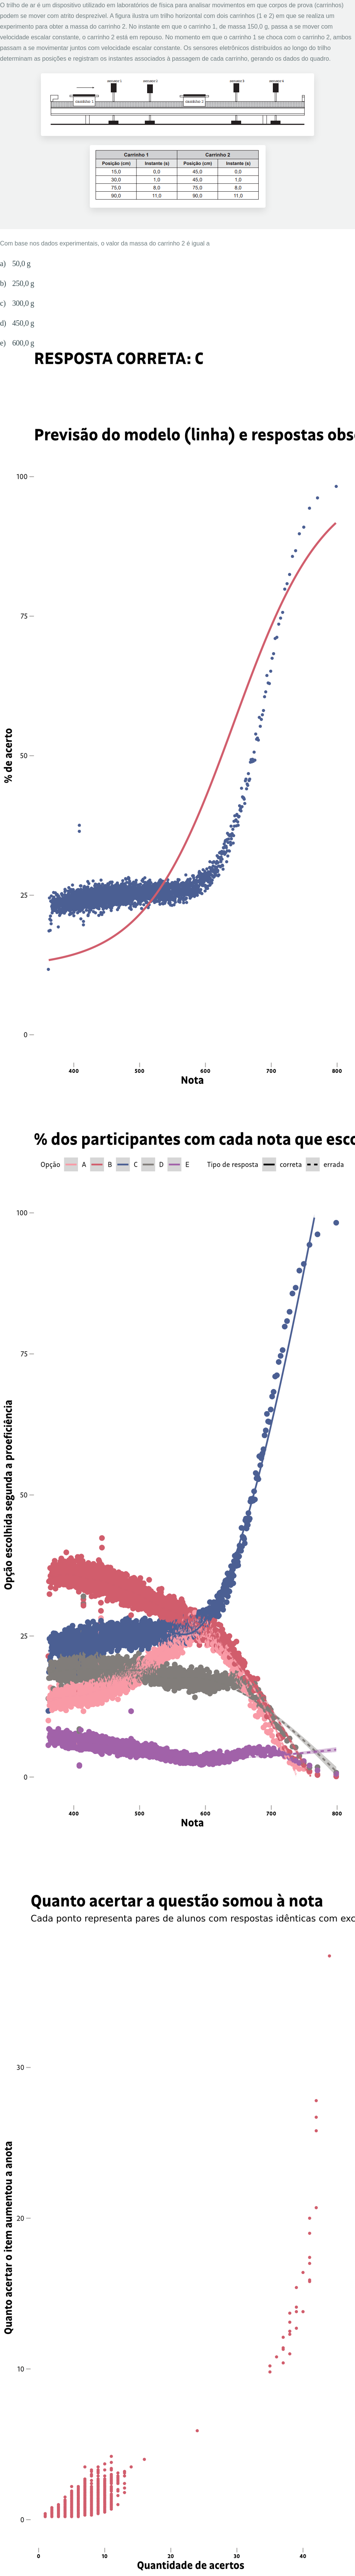 O trilho de ar é um dispositivo utilizado em laboratórios de física para analisar movimentos em que corpos de prova (carrinhos)
podem se mover com atrito desprezível. A figura ilustra um trilho horizontal com dois carrinhos (1 e 2) em que se realiza um
experimento para obter a massa do carrinho 2. No instante em que o carrinho 1, de massa 150,0 g, passa a se mover com
velocidade escalar constante, o carrinho 2 está em repouso. No momento em que o carrinho 1 se choca com o carrinho 2, ambos
passam a se movimentar juntos com velocidade escalar constante. Os sensores eletrônicos distribuídos ao longo do trilho
determinam as posições e registram os instantes associados à passagem de cada carrinho, gerando os dados do quadro.
sensor 1 sensor 2 sensor 3 sensor 4
carrinho 1 carrinho 2
Carrinho 1 Carrinho 2
Posição (cm) Instante (s) Posição (cm) Instante (s)
15,0 0,0 45,0 0,0
30,0 1,0 45,0 1,0
75,0 8,0 75,0 8,0
90,0 11,0 90,0 11,0
Com base nos dados experimentais, o valor da massa do carrinho 2 é igual a
a) 50,0 g
b) 250,0 g
c) 300,0 g
d) 450,0 g
e) 600,0 g
RESPOSTA CORRETA: C
Previsão do modelo (linha) e respostas obs
100
75
50
25
0
% de acerto
400 500 600 700 800
Nota
% dos participantes com cada nota que esco
Opção A B C D E Tipo de resposta correta errada
100
75
50
25
0
Opção escolhida segunda a proeficiência
400 500 600 700 800
Nota
Quanto acertar a questão somou à nota
Cada ponto representa pares de alunos com respostas idênticas com exc
30
20
10
0
Quanto acertar o item aumentou a anota
0 10 20 30 40
Quantidade de acertos